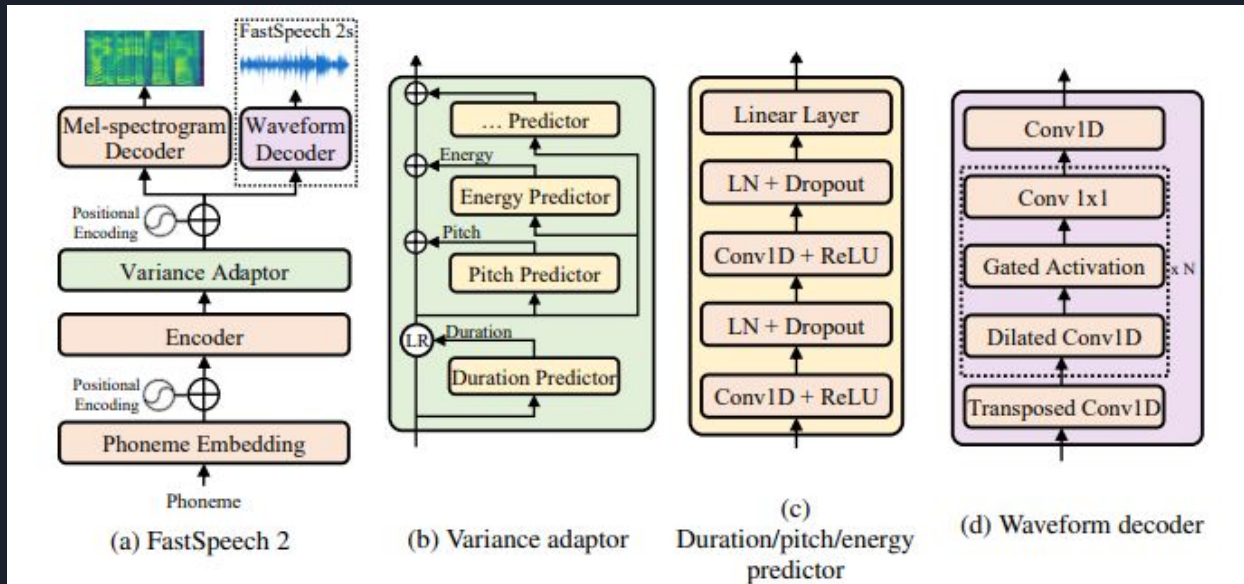 FastSpeech 2s
Mel-spectrogram
Decoder
Waveform
Decoder
Positional
Encoding
Variance Adaptor
Encoder
Positional
Encoding
Phoneme Embedding
Phoneme
(a) FastSpeech 2
... Predictor
Energy
Energy Predictor
Pitch
Pitch Predictor
LR
Duration
Duration Predictor
(b) Variance adaptor
Linear Layer
LN + Dropout
Conv1D + ReLU
LN + Dropout
Conv1D + ReLU
(c)
Duration/pitch/energy
predictor
Conv1D
Conv 1x1
Gated Activation
x N
Dilated Conv1D
Transposed Conv1D
(d) Waveform decoder